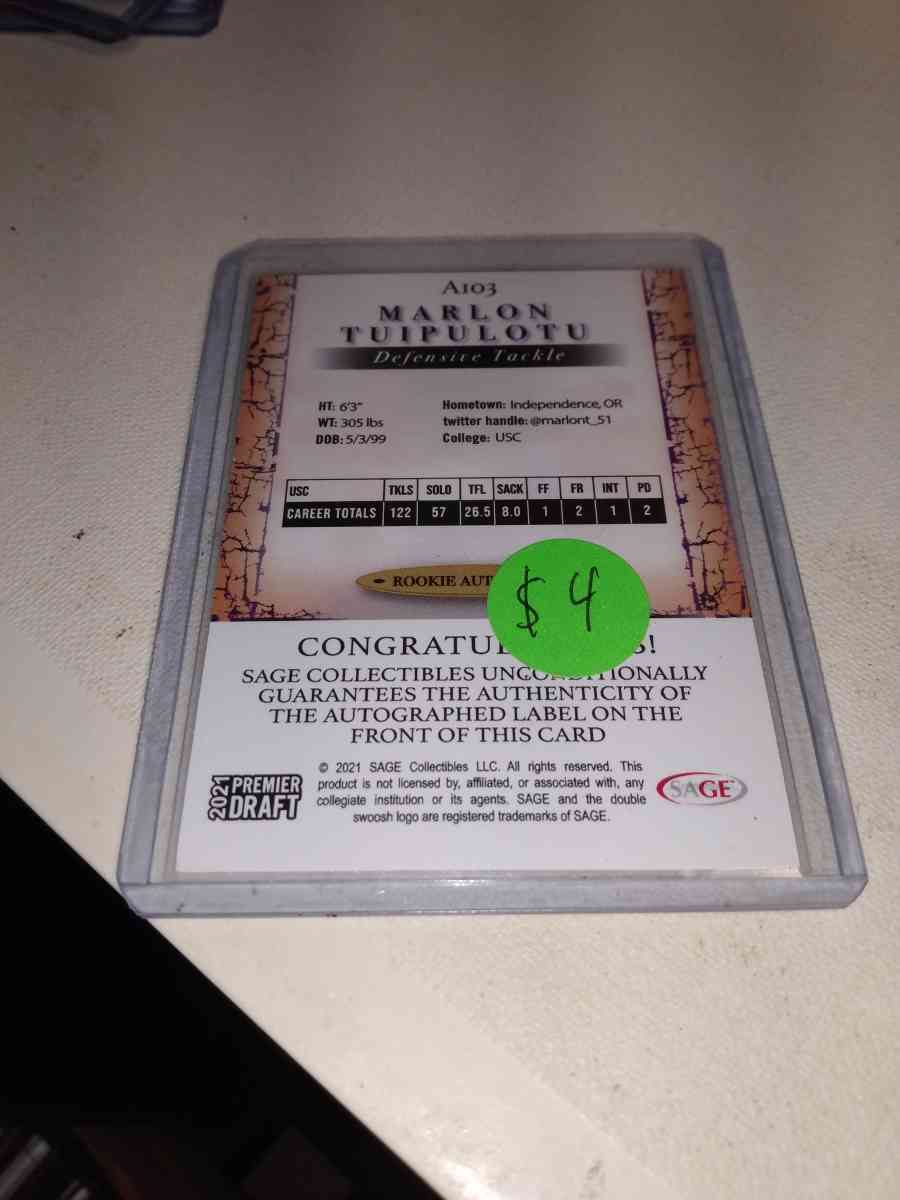 A103
MARLON
TUIPULOTU
Defensive Tackle
HT: 6'3" Hometown: Independence, OR
WT: 305 lbs twitter handle: @marlont_51
DOB: 5/3/99 College: USC
USC TKLS SOLO TFL SACK FF FR INT PD
CAREER TOTALS 122 57 26.5 8.0 1 2 1 2
ROOKIE AUT
$4
CONGRATU S!
SAGE COLLECTIBLES UNCONDITIONALLY
GUARANTEES THE AUTHENTICITY OF
THE AUTOGRAPHED LABEL ON THE
FRONT OF THIS CARD
2021 PREMIER
DRAFT
© 2021 SAGE Collectibles LLC. All rights reserved. This
product is not licensed by, affiliated, or associated with, any
collegiate institution or its agents. SAGE and the double
swoosh logo are registered trademarks of SAGE.
SAGE